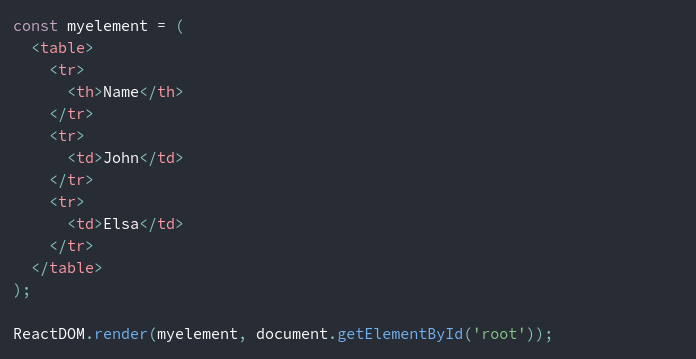 const myelement = (
  <table>
    <tr>
      <th>Name</th>
    </tr>
    <tr>
      <td>John</td>
    </tr>
    <tr>
      <td>Elsa</td>
    </tr>
  </table>
);

ReactDOM.render(myelement, document.getElementById('root'));